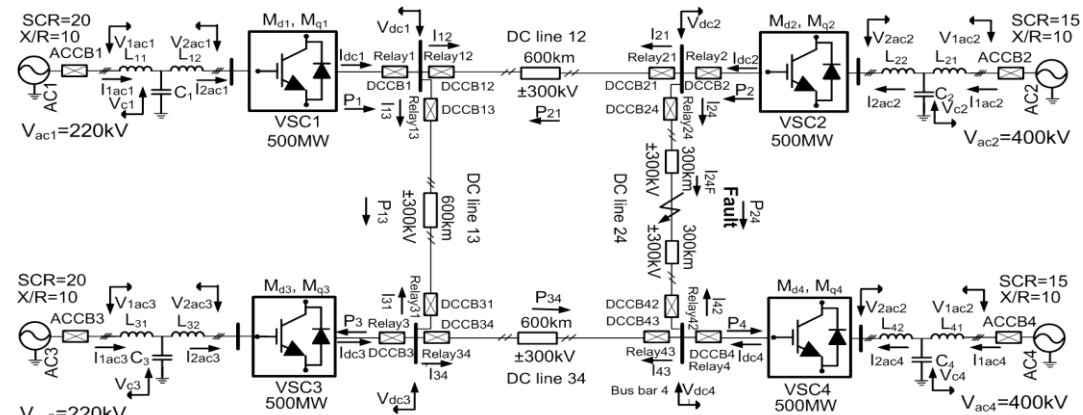 SCR=20
X/R=10
ACCB1
V1ac1
L11
V2ac1
L12
I1ac1
Vc1
C1
I2ac1
AC1
Vac1=220kV
Md1, Mq1
VSC1
500MW
Idc1
P1
Relay1
DCCB1
Vdc1
I12
Relay12
DCCB12
I13
Relay13
DCCB13
DC line 12
600km
±300kV
P21
I21
Relay21
DCCB21
Vdc2
Relay2
DCCB2
Idc2
P2
DCCB24
Relay24
I24
Md2, Mq2
VSC2
500MW
V2ac2
L22
V1ac2
L21
SCR=15
X/R=10
ACCB2
I2ac2
C2
Vc2
I1ac2
AC2
Vac2=400kV
P13
600km
±300kV
DC line 13
DC line 24
300km
±300kV
I24F
Fault
P24
300km
±300kV
SCR=20
X/R=10
ACCB3
V1ac3
L31
V2ac3
L32
I1ac3
Vc3
C3
I2ac3
AC3
Md3, Mq3
VSC3
500MW
P3
Idc3
Relay3
DCCB3
I31
Relay31
DCCB31
DCCB34
Relay34
I34
Vdc3
P34
600km
±300kV
DC line 34
DCCB42
DCCB43
Relay43
I43
Relay42
I42
P4
DCCB4
Relay4
Idc4
Bus bar 4
Vdc4
Md4, Mq4
VSC4
500MW
V2ac2
L42
V1ac2
L41
SCR=15
X/R=10
ACCB4
I2ac4
C4
Vc4
I1ac4
AC4
Vac4=400kV